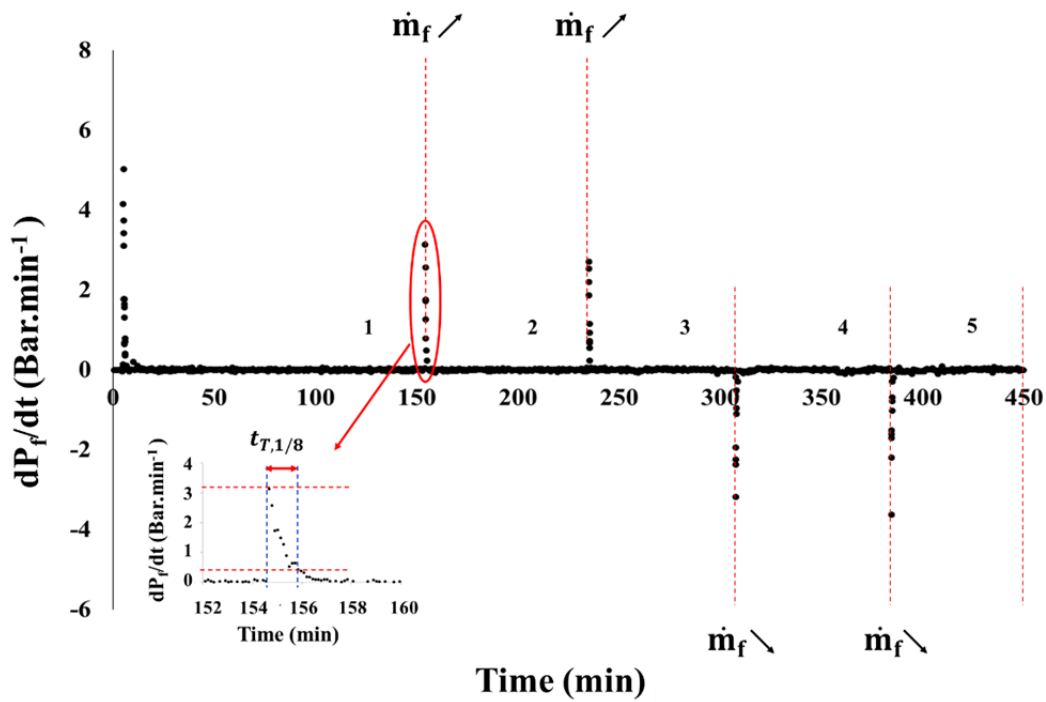 ṁf ↗ ṁf ↗
8
6
4
2
0
-2
-4
-6
dPf/dt (Bar.min-1)
1 2 3 4 5
0 50 100 150 200 250 300 350 400 450
tT,1/8
4
3
2
1
0
dPf/dt (Bar.min-1)
152 154 156 158 160
Time (min)
ṁf ↘ ṁf ↘
Time (min)